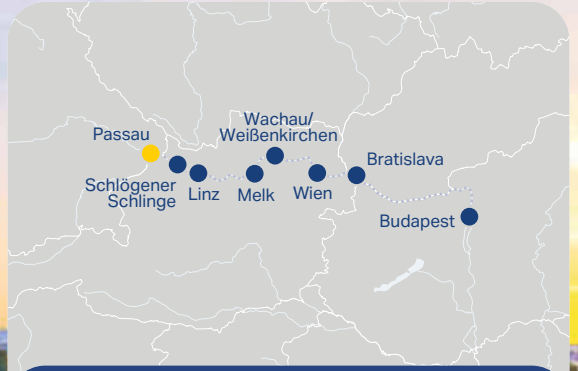 Passau
Schlögener
Schlinge
Linz
Melk
Wachau/
Weißenkirchen
Wien
Bratislava
Budapest